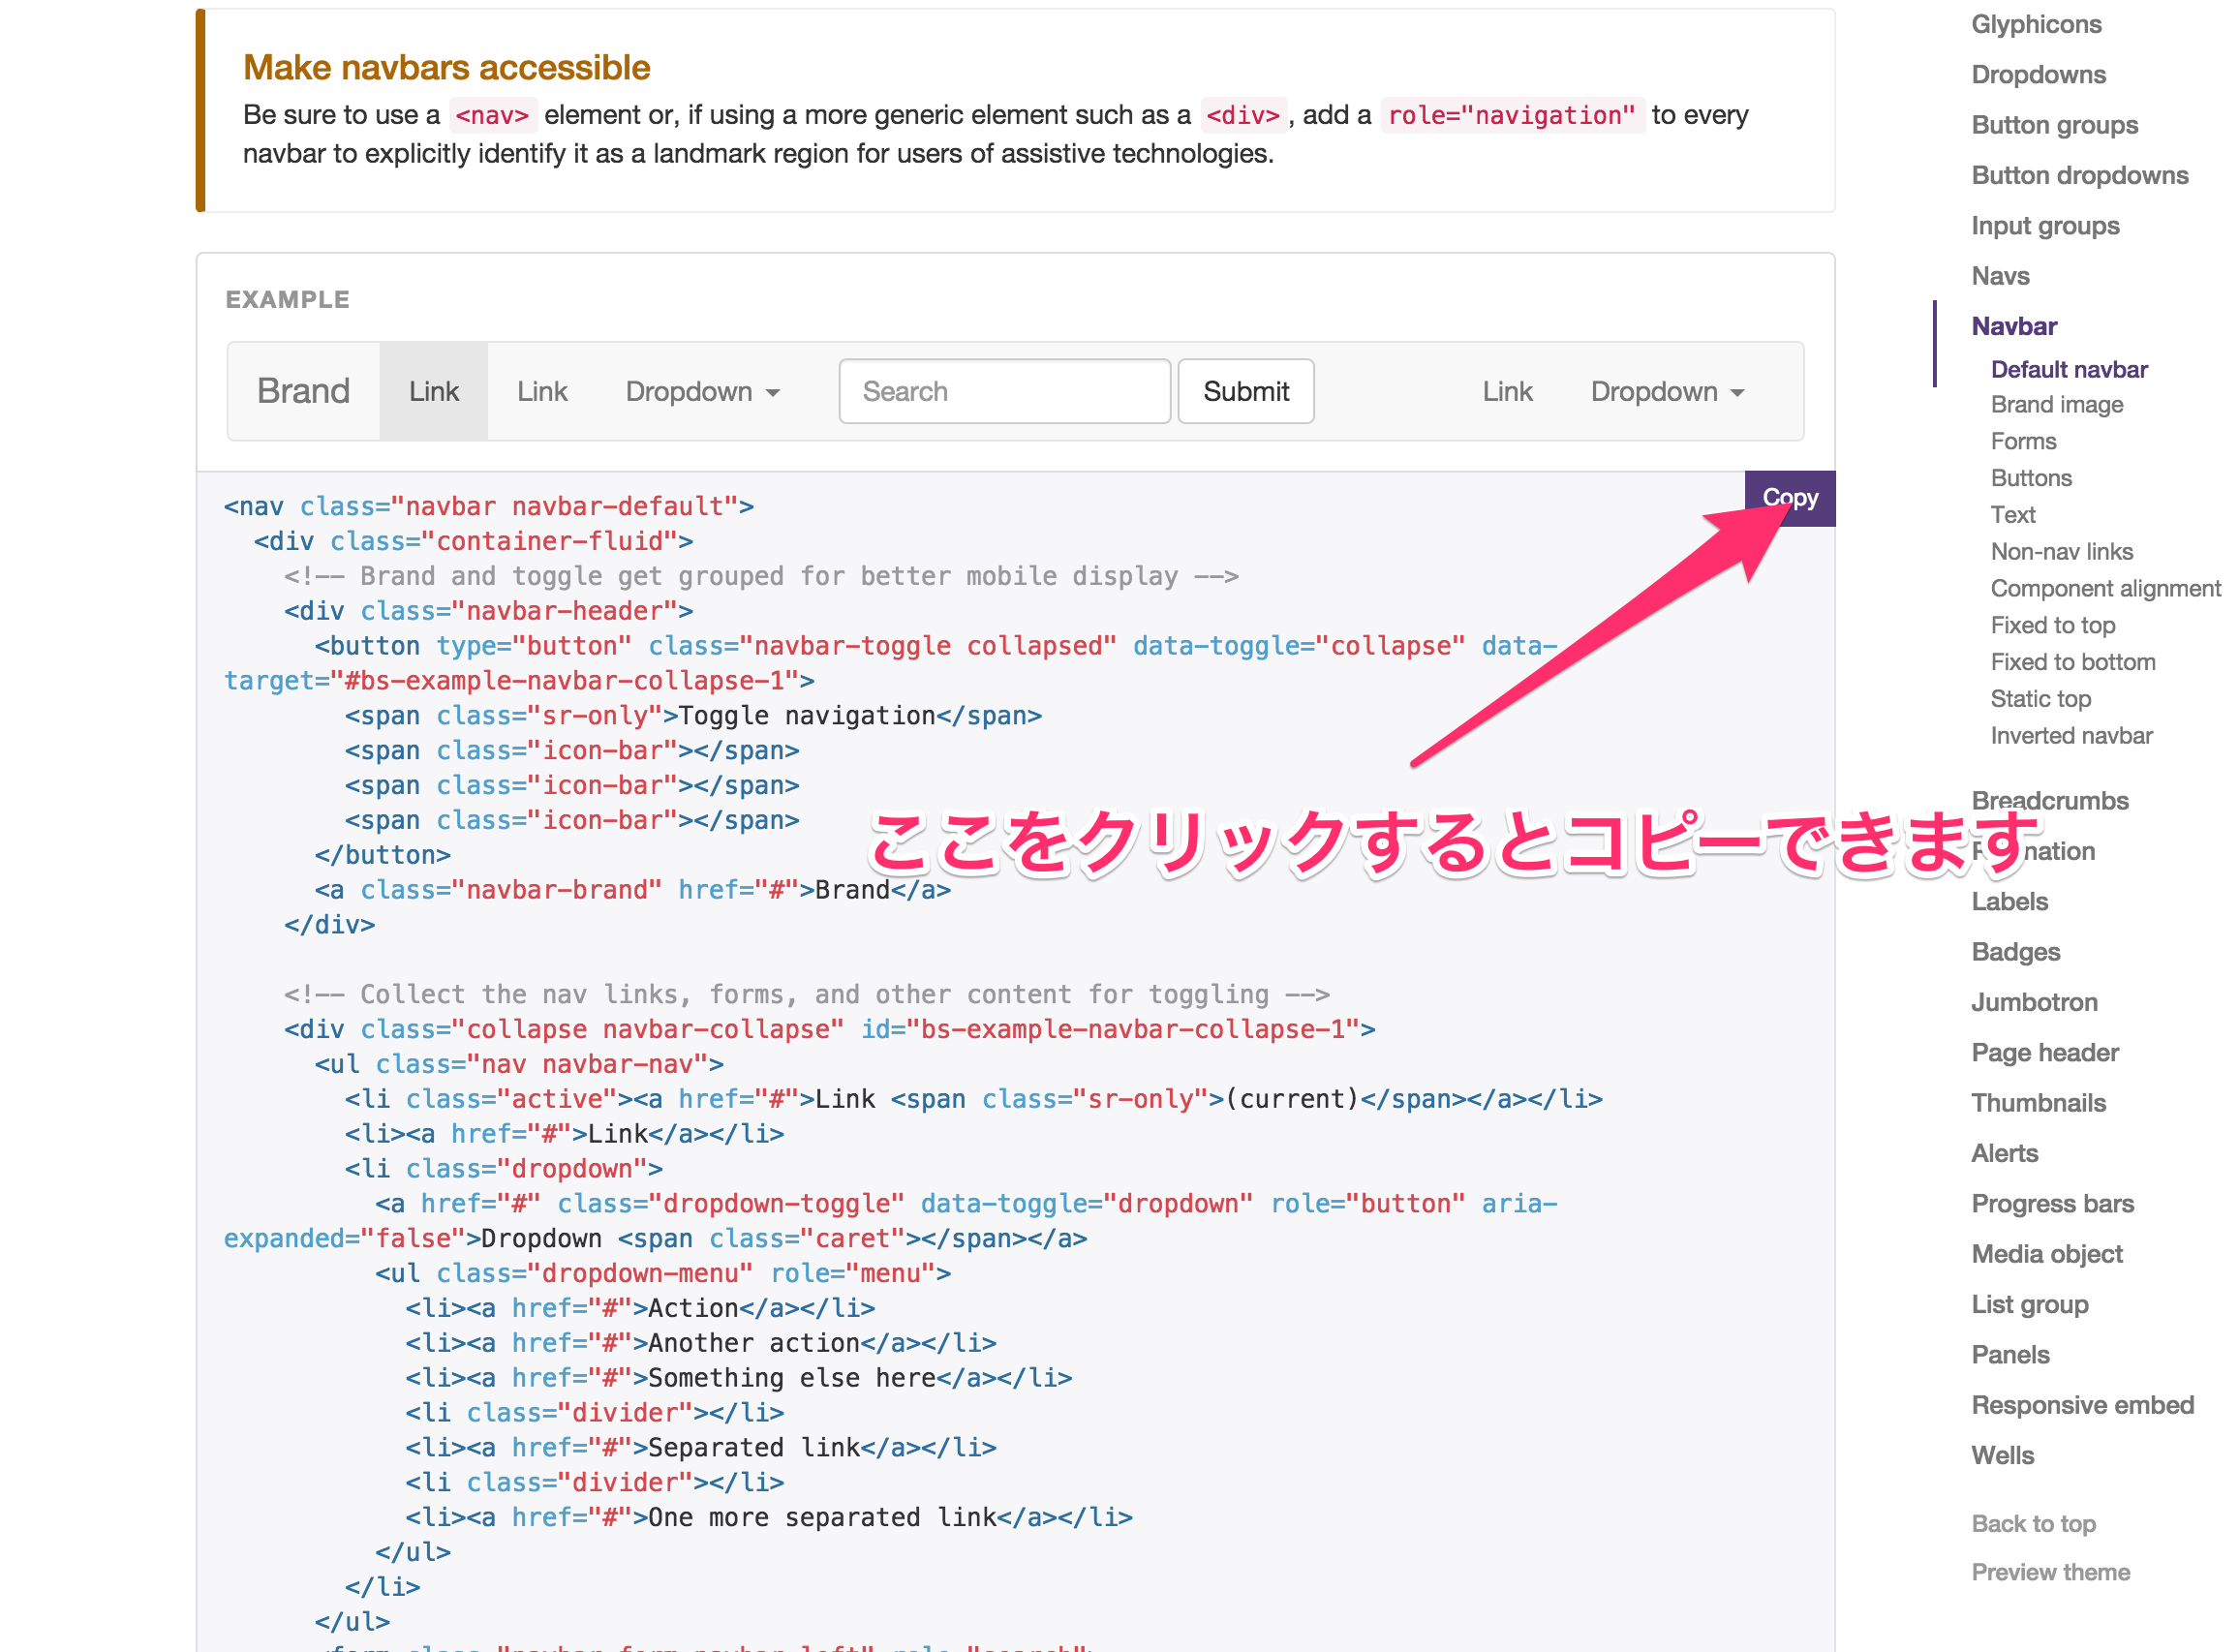 Make navbars accessible
Be sure to use a <nav> element or, if using a more generic element such as a <div>, add a role="navigation" to every
navbar to explicitly identify it as a landmark region for users of assistive technologies.
EXAMPLE
Brand Link Link Dropdown Search Submit Link Dropdown
Copy
<nav class="navbar navbar-default">
<div class="container-fluid">
<!-- Brand and toggle get grouped for better mobile display -->
<div class="navbar-header">
<button type="button" class="navbar-toggle collapsed" data-toggle="collapse" data-
target="#bs-example-navbar-collapse-1">
<span class="sr-only">Toggle navigation</span>
<span class="icon-bar"></span>
<span class="icon-bar"></span>
<span class="icon-bar"></span>
</button>
<a class="navbar-brand" href="#">Brand</a>
</div>
<!-- Collect the nav links, forms, and other content for toggling -->
<div class="collapse navbar-collapse" id="bs-example-navbar-collapse-1">
<ul class="nav navbar-nav">
<li class="active"><a href="#">Link <span class="sr-only">(current)</span></a></li>
<li><a href="#">Link</a></li>
<li class="dropdown">
<a href="#" class="dropdown-toggle" data-toggle="dropdown" role="button" aria-
expanded="false">Dropdown <span class="caret"></span></a>
<ul class="dropdown-menu" role="menu">
<li><a href="#">Action</a></li>
<li><a href="#">Another action</a></li>
<li><a href="#">Something else here</a></li>
<li class="divider"></li>
<li><a href="#">Separated link</a></li>
<li class="divider"></li>
<li><a href="#">One more separated link</a></li>
</ul>
</li>
</ul>
<form class="navbar-form navbar-left" role="search">
ここをクリックするとコピーできます
Glyphicons
Dropdowns
Button groups
Button dropdowns
Input groups
Navs
Navbar
Default navbar
Brand image
Forms
Buttons
Text
Non-nav links
Component alignment
Fixed to top
Fixed to bottom
Static top
Inverted navbar
Breadcrumbs
Labels
Badges
Jumbotron
Page header
Thumbnails
Alerts
Progress bars
Media object
List group
Panels
Responsive embed
Wells
Back to top
Preview theme